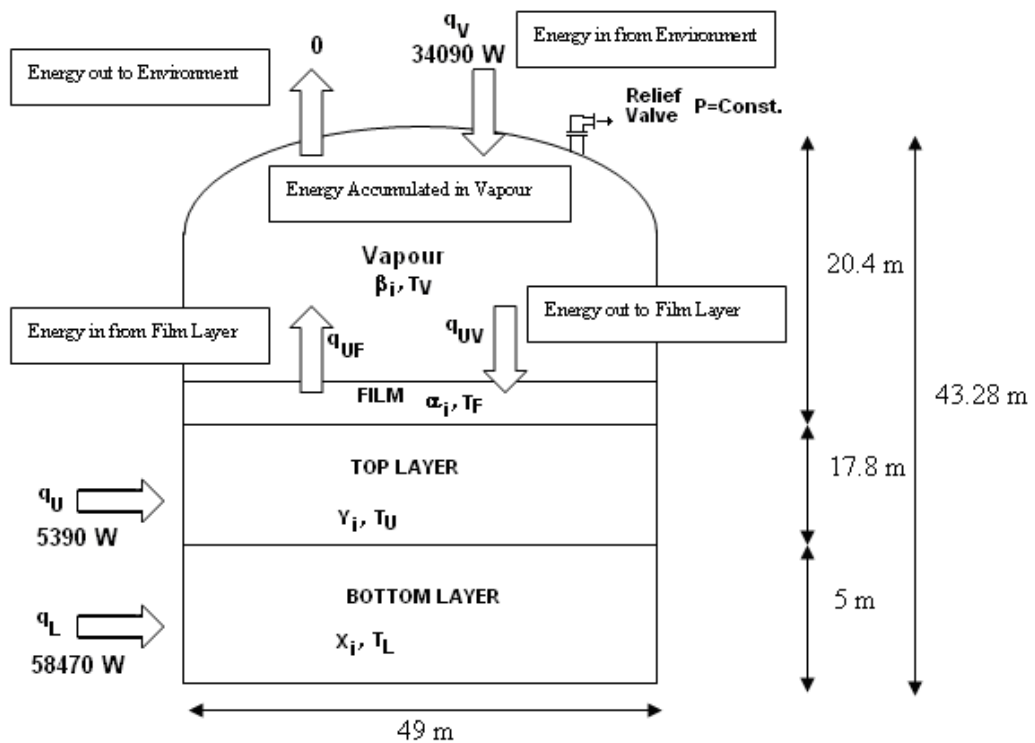 0
q_V
34090 W
Energy in from Environment
Energy out to Environment
Relief
Valve P=Const.
Energy Accumulated in Vapour
Vapour
β_i, T_V
20.4 m
Energy in from Film Layer
q_UF
q_UV
Energy out to Film Layer
FILM α_i, T_F
43.28 m
TOP LAYER
17.8 m
q_U
5390 W
Y_i, T_U
BOTTOM LAYER
5 m
q_L
58470 W
X_i, T_L
49 m